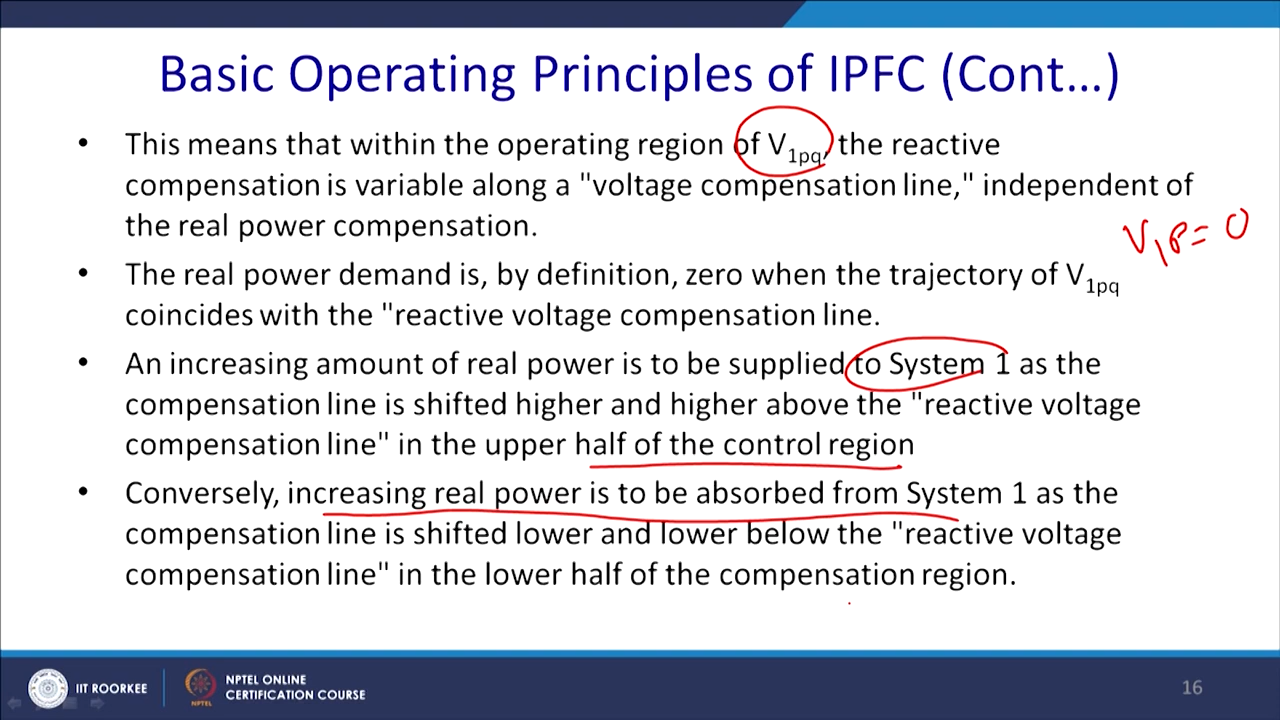 Basic Operating Principles of IPFC (Cont...)
• This means that within the operating region of V1pq, the reactive
compensation is variable along a "voltage compensation line," independent of
the real power compensation.
V1P = 0
• The real power demand is, by definition, zero when the trajectory of V1pq
coincides with the "reactive voltage compensation line.
• An increasing amount of real power is to be supplied to System 1 as the
compensation line is shifted higher and higher above the "reactive voltage
compensation line" in the upper half of the control region
• Conversely, increasing real power is to be absorbed from System 1 as the
compensation line is shifted lower and lower below the "reactive voltage
compensation line" in the lower half of the compensation region.
IIT ROORKEE
NPTEL ONLINE
CERTIFICATION COURSE
NPTEL
16